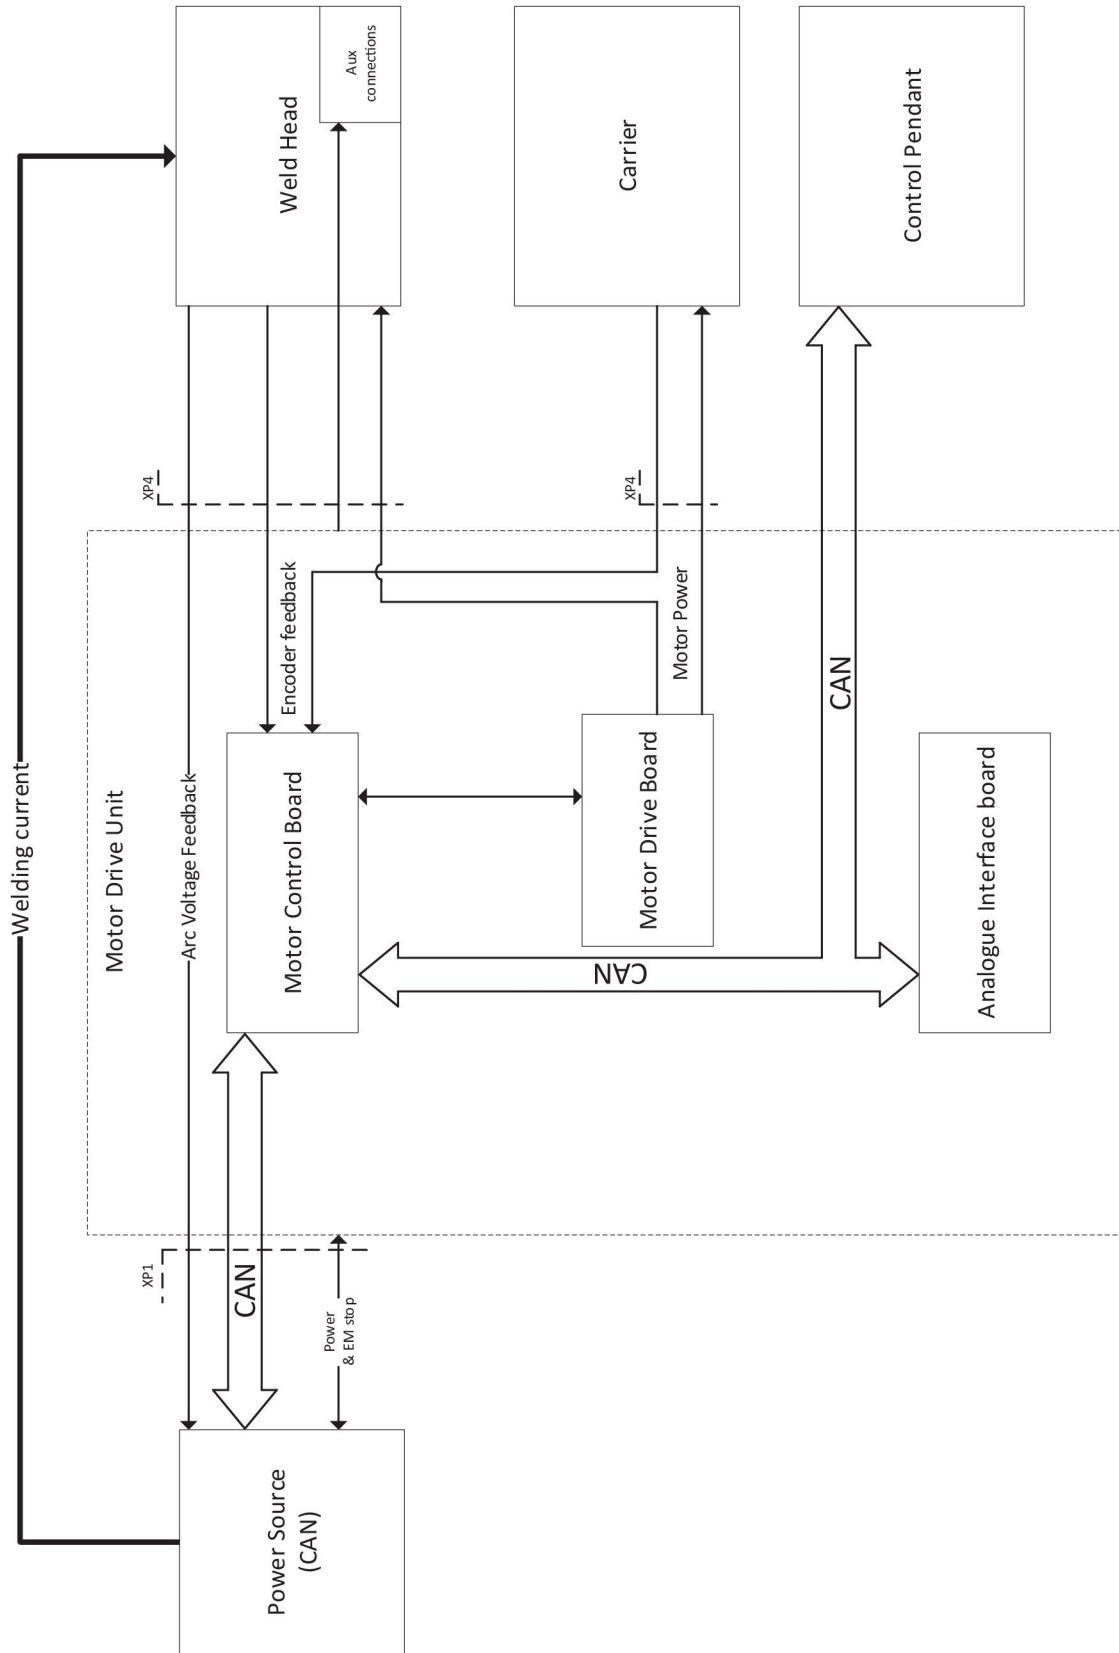 Welding current
Motor Drive Unit
Arc Voltage Feedback
Power Source
(CAN)
XP1
CAN
Power
& EM stop
Motor Control Board
Encoder feedback
XP4
Weld Head
Aux
connections
Motor Drive Board
Motor Power
XP4
Carrier
CAN
CAN
Control Pendant
Analogue Interface board